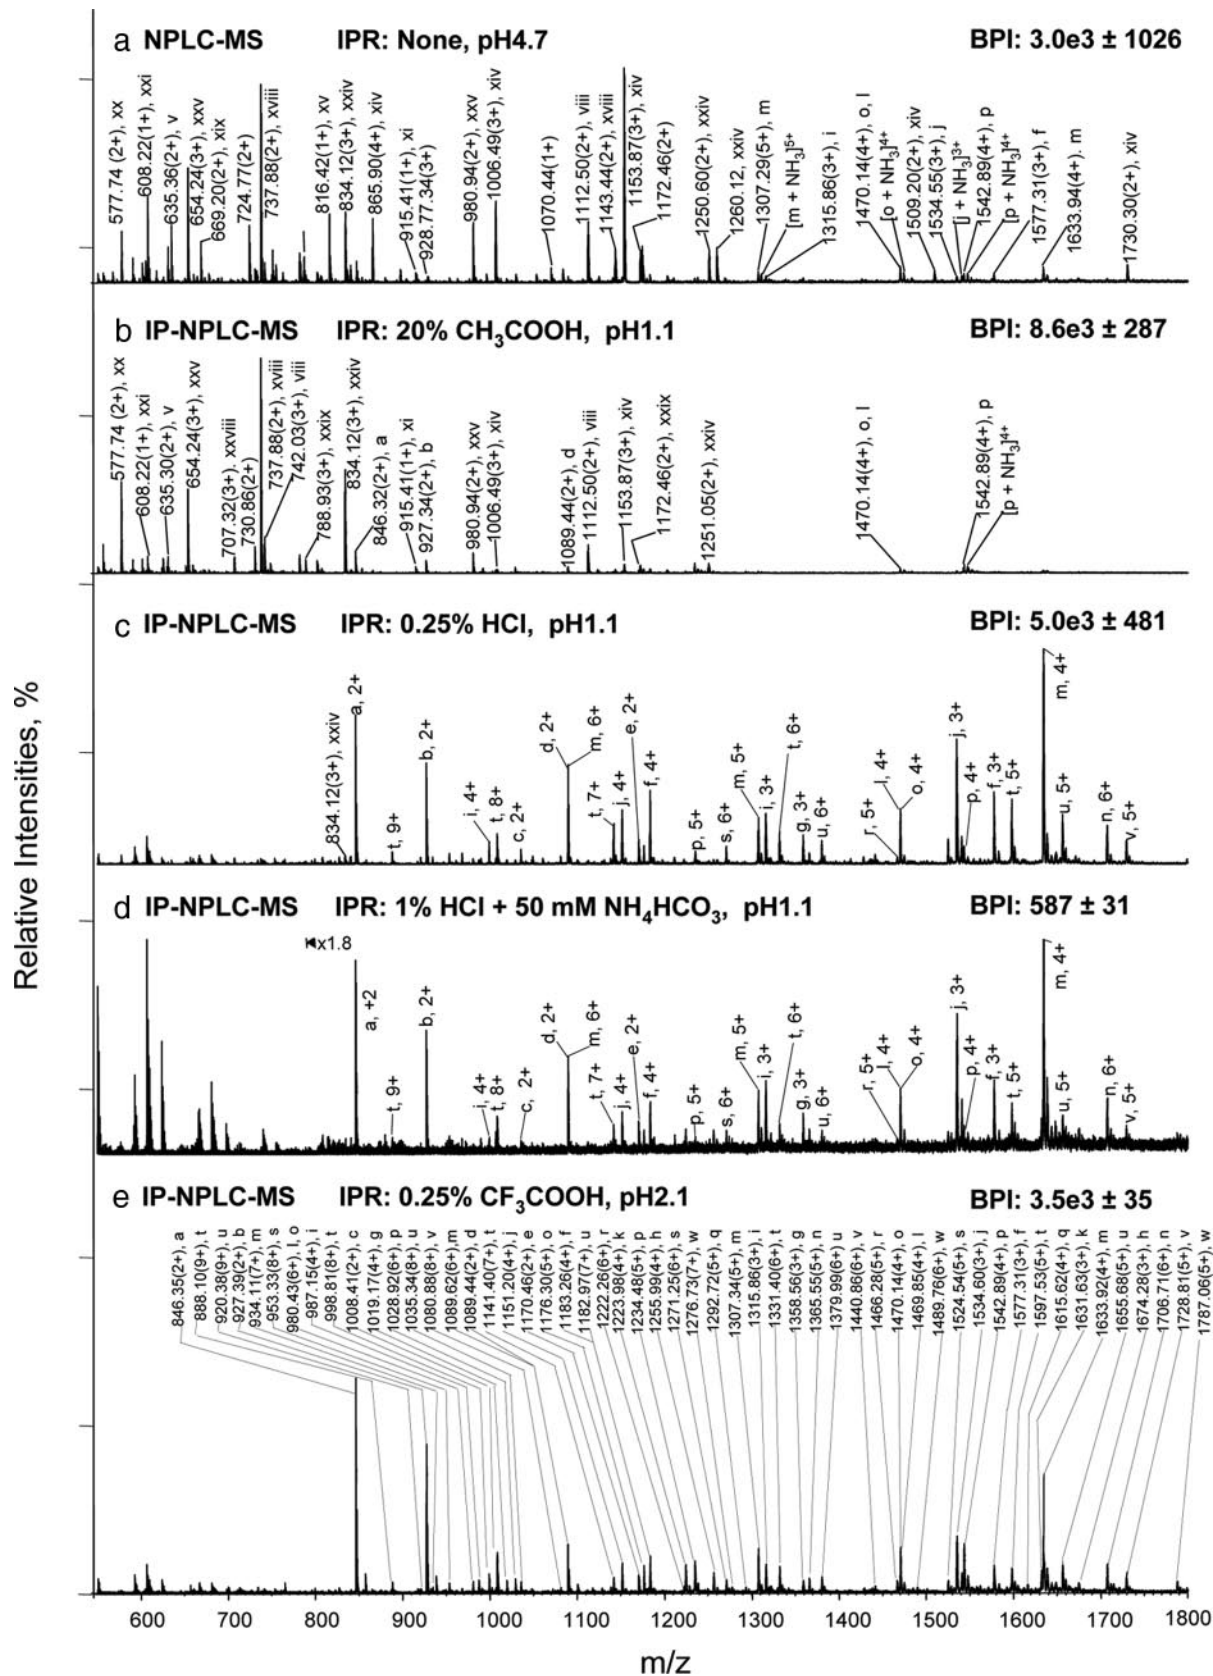 a NPLC-MS IPR: None, pH4.7 BPI: 3.0e3 ± 1026
577.74 (2+), xx
608.22(1+), xxi
635.36(2+), v
654.24(3+), xxv
669.20(2+), xix
724.77(2+)
737.88(2+), xviii
816.42(1+), xv
834.12(3+), xxiv
865.90(4+), xiv
915.41(1+), xi
928.77.34(3+)
980.94(2+), xxv
1006.49(3+), xiv
1070.44(1+)
1112.50(2+), viii
1143.44(2+), xviii
1153.87(3+), xiv
1172.46(2+)
1250.60(2+), xxiv
1260.12, xxiv
1307.29(5+), m
[m + NH3]5+
1315.86(3+), i
1470.14(4+), o, l
[o + NH3]4+
1509.20(2+), xiv
1534.55(3+), j
[j + NH3]3+
1542.89(4+), p
[p + NH3]4+
1577.31(3+), f
1633.94(4+). m
1730.30(2+), xiv
b IP-NPLC-MS IPR: 20% CH3COOH, pH1.1 BPI: 8.6e3 ± 287
577.74 (2+), xx
608.22(1+), xxi
635.30(2+), v
654.24(3+), xxv
707.32(3+). xxviii
730.86(2+)
737.88(2+), xviii
742.03(3+), viii
788.93(3+), xxix
834.12(3+), xxiv
846.32(2+), a
915.41(1+), xi
927.34(2+), b
980.94(2+), xxv
1006.49(3+), xiv
1089.44(2+), d
1112.50(2+), viii
1153.87(3+), xiv
1172.46(2+), xxix
1251.05(2+), xxiv
1470.14(4+), o, l
1542.89(4+), p
[p + NH3]4+
c IP-NPLC-MS IPR: 0.25% HCl, pH1.1 BPI: 5.0e3 ± 481
834.12(3+), xxiv
a, 2+
t, 9+
b, 2+
i, 4+
t, 8+
c, 2+
d, 2+
m, 6+
t, 7+
j, 4+
e, 2+
f, 4+
p, 5+
s, 6+
m, 5+
i, 3+
t, 6+
g, 3+
u, 6+
r, 5+
l, 4+
o, 4+
j, 3+
p, 4+
f, 3+
t, 5+
m, 4+
u, 5+
n, 6+
v, 5+
d IP-NPLC-MS IPR: 1% HCl + 50 mM NH4HCO3, pH1.1 BPI: 587 ± 31
x1.8
a, +2
t, 9+
b, 2+
i, 4+
t, 8+
c, 2+
d, 2+
m, 6+
t, 7+
j, 4+
e, 2+
f, 4+
p, 5+
s, 6+
m, 5+
i, 3+
t, 6+
g, 3+
u, 6+
r, 5+
l, 4+
o, 4+
j, 3+
p, 4+
f, 3+
t, 5+
m, 4+
u, 5+
n, 6+
v, 5+
e IP-NPLC-MS IPR: 0.25% CF3COOH, pH2.1 BPI: 3.5e3 ± 35
846.35(2+), a
888.10(9+), t
920.38(9+), u
927.39(2+), b
934.11(7+), m
953.33(8+), s
980.43(6+), l, o
987.15(4+), i
998.81(8+), t
1008.41(2+), c
1019.17(4+), g
1028.92(6+), p
1035.34(8+), u
1080.88(8+), v
1089.62(6+), m
1089.44(2+), d
1141.40(7+), t
1151.20(4+), j
1170.46(2+), e
1176.30(5+), o
1183.26(4+), f
1182.97(7+), u
1222.26(6+), r
1223.98(4+), k
1234.48(5+), p
1255.99(4+), h
1271.25(6+), s
1276.73(7+), w
1292.72(5+), q
1307.34(5+), m
1315.86(3+), i
1331.40(6+), t
1358.56(3+), g
1365.55(5+), n
1379.99(6+), u
1440.86(6+), v
1466.28(5+), r
1470.14(4+), o
1469.85(4+), l
1489.76(6+), w
1524.54(5+), s
1534.60(3+), j
1542.89(4+), p
1577.31(3+), f
1597.53(5+), t
1615.62(4+), q
1631.63(3+), k
1633.92(4+), m
1655.68(5+), u
1674.28(3+), h
1706.71(6+), n
1728.81(5+), v
1787.06(5+), w
Relative Intensities, %
600 700 800 900 1000 1100 1200 1300 1400 1500 1600 1700 1800
m/z